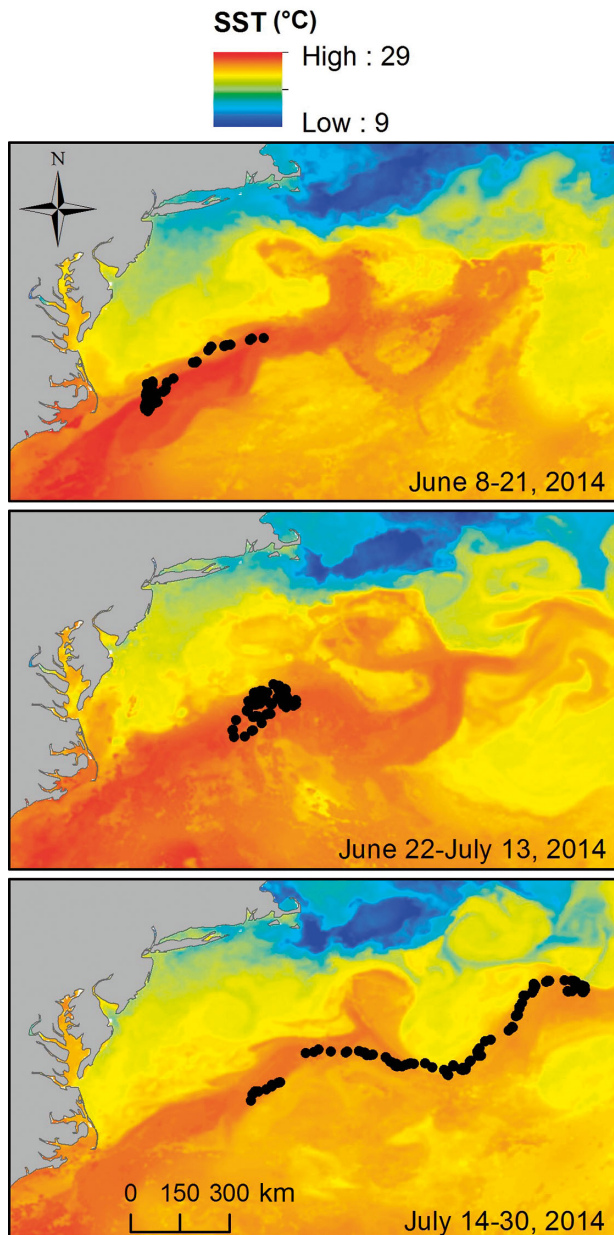 SST (°C)
High : 29
Low : 9
N
June 8-21, 2014
June 22-July 13, 2014
0 150 300 km
July 14-30, 2014